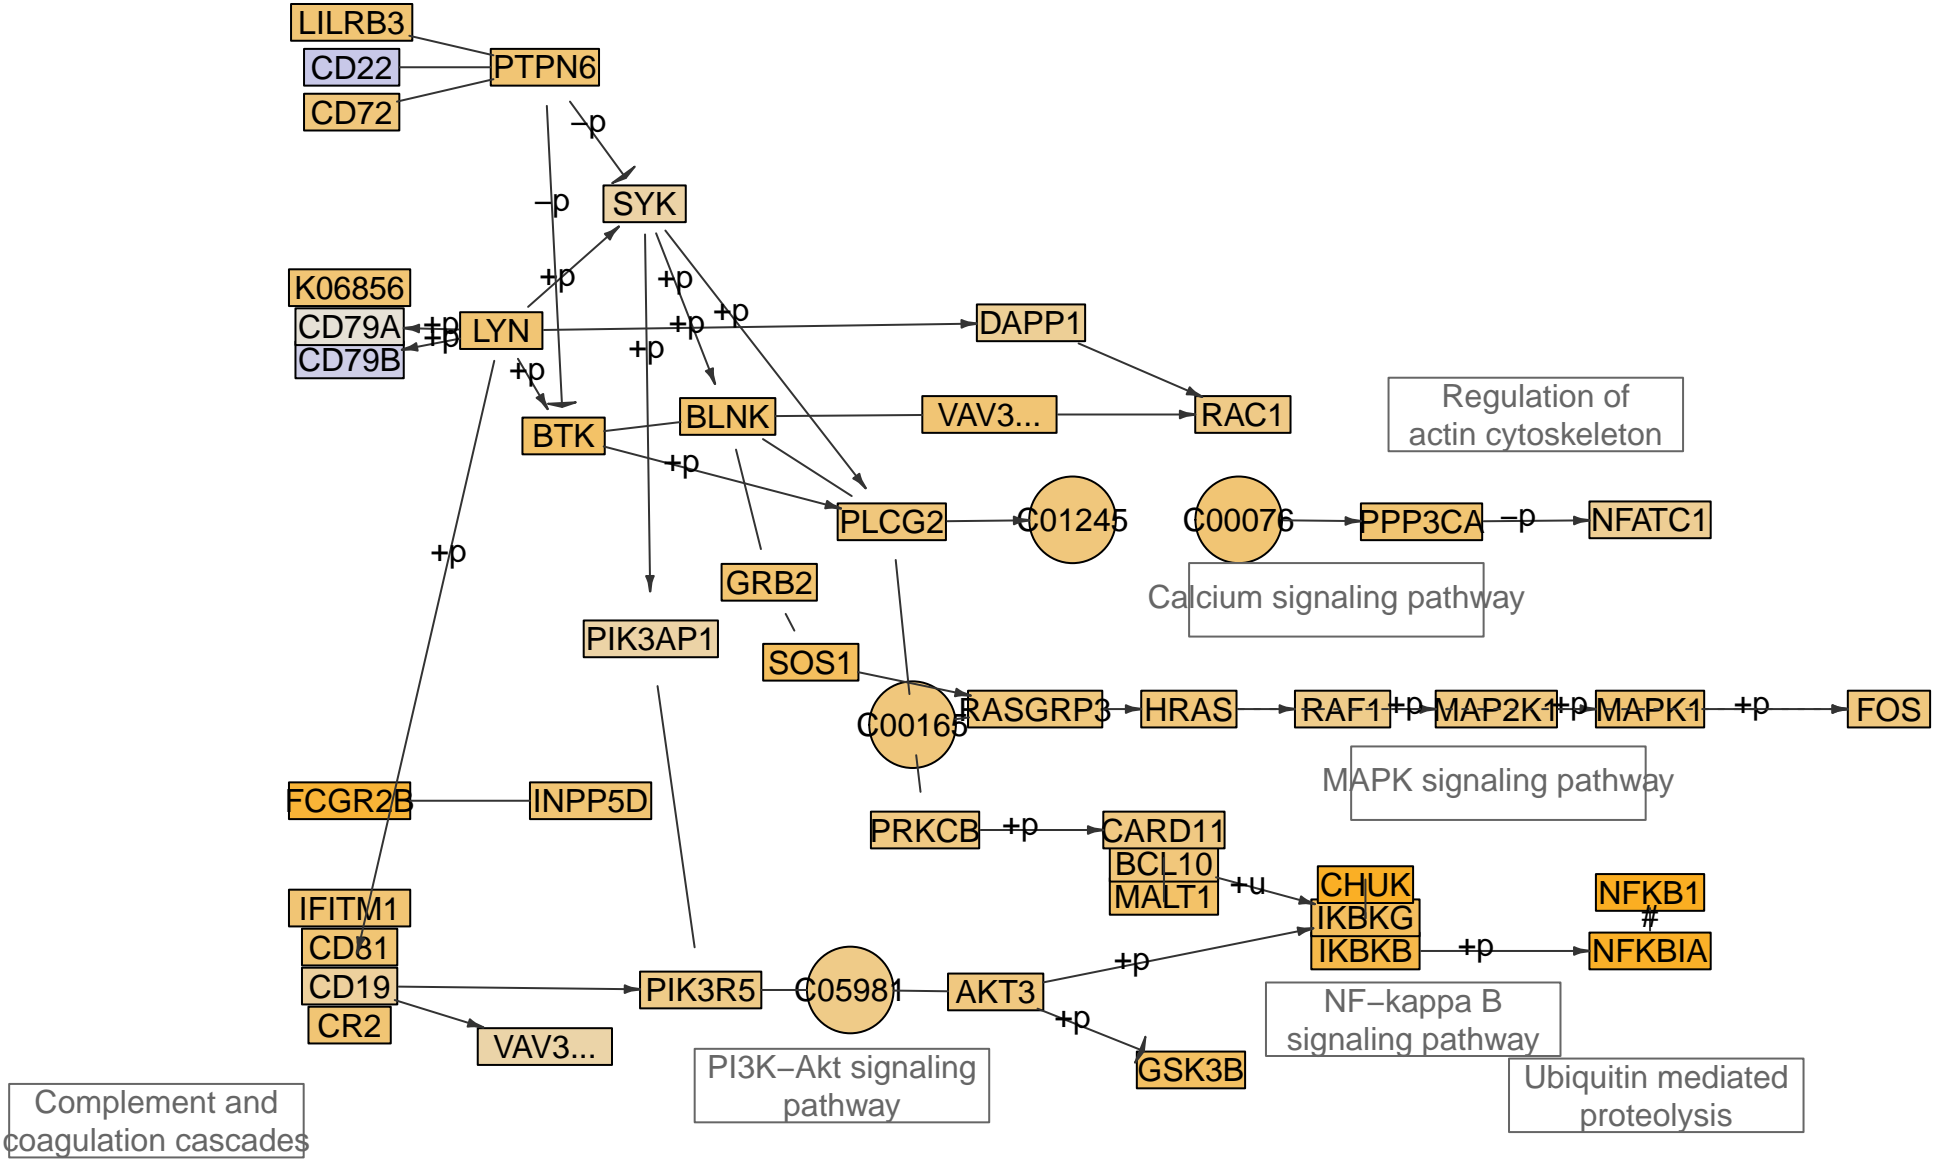 LILRB3
CD22
PTPN6
CD72
−p
SYK
−p
K06856
+p
+p
CD79A
+p
LYN
+p
+p
DAPP1
CD79B
+p
+p
+p
Regulation of
actin cytoskeleton
BTK
BLNK
VAV3...
RAC1
+p
PLCG2
C01245
C00076
PPP3CA
−p
NFATC1
+p
GRB2
Calcium signaling pathway
PIK3AP1
SOS1
C00165
RASGRP3
HRAS
RAF1
+p
MAP2K1
+p
MAPK1
+p
FOS
MAPK signaling pathway
FCGR2B
INPP5D
PRKCB
+p
CARD11
BCL10
MALT1
+u
CHUK
IKBKG
IKBKB
NFKB1
#
+p
NFKBIA
IFITM1
CD81
CD19
CR2
VAV3...
PIK3R5
C05981
AKT3
+p
+p
GSK3B
NF−kappa B
signaling pathway
PI3K−Akt signaling
pathway
Ubiquitin mediated
proteolysis
Complement and
coagulation cascades